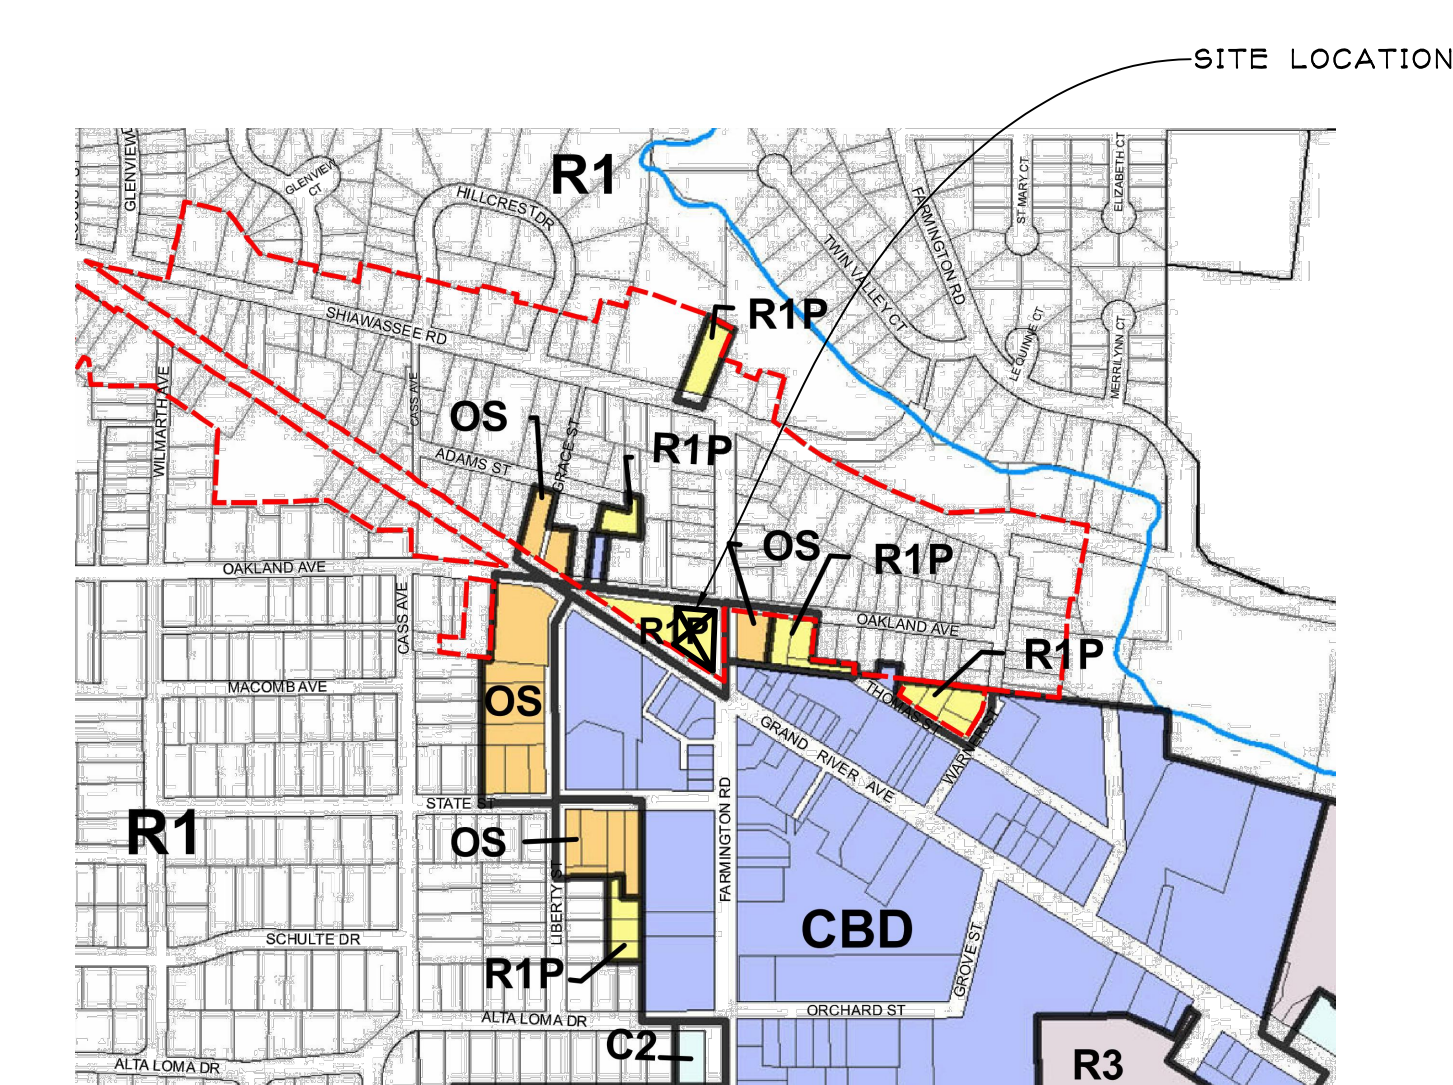 SITE LOCATION
R1
GLENVIEW
GLENVIEW
CT
HILLCREST DR
FARMINGTON RD
ST MARY CT
ELIZABETH CT
TWIN VALLEY CT
R1P
SHIAWASSEE RD
LE QUINNE CT
MERRLYNN CT
WILMARTH AVE
CASS AVE
OS
GRACE ST
R1P
ADAMS ST
OS
R1P
OAKLAND AVE
CASS AVE
R1P
OAKLAND AVE
R1P
MACOMB AVE
OS
THOMAS ST
GRAND RIVER AVE
WARNER ST
STATE ST
R1
OS
FARMINGTON RD
LIBERTY ST
CBD
SCHULTE DR
R1P
GROVE ST
ORCHARD ST
ALTA LOMA DR
C2
ALTA LOMA DR
R3